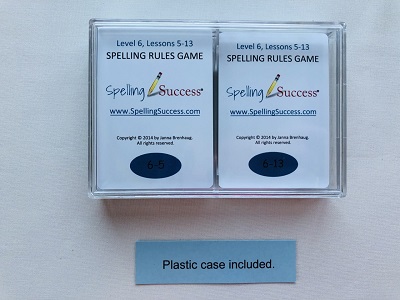 Level 6, Lessons 5-13
SPELLING RULES GAME
Spelling Success®
www.SpellingSuccess.com
Copyright © 2014 by Janna Brenhaug.
All rights reserved.
6-5
Level 6, Lessons 5-13
SPELLING RULES GAME
Spelling Success®
www.SpellingSuccess.com
Copyright © 2014 by Janna Brenhaug.
All rights reserved.
6-13
Plastic case included.